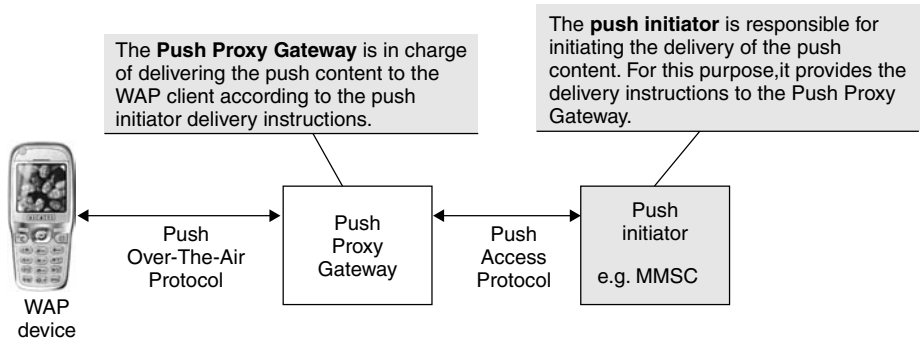 The Push Proxy Gateway is in charge
of delivering the push content to the
WAP client according to the push
initiator delivery instructions.
The push initiator is responsible for
initiating the delivery of the push
content. For this purpose,it provides the
delivery instructions to the Push Proxy
Gateway.
Push
Over-The-Air
Protocol
Push
Proxy
Gateway
Push
Access
Protocol
Push
initiator
e.g. MMSC
WAP
device